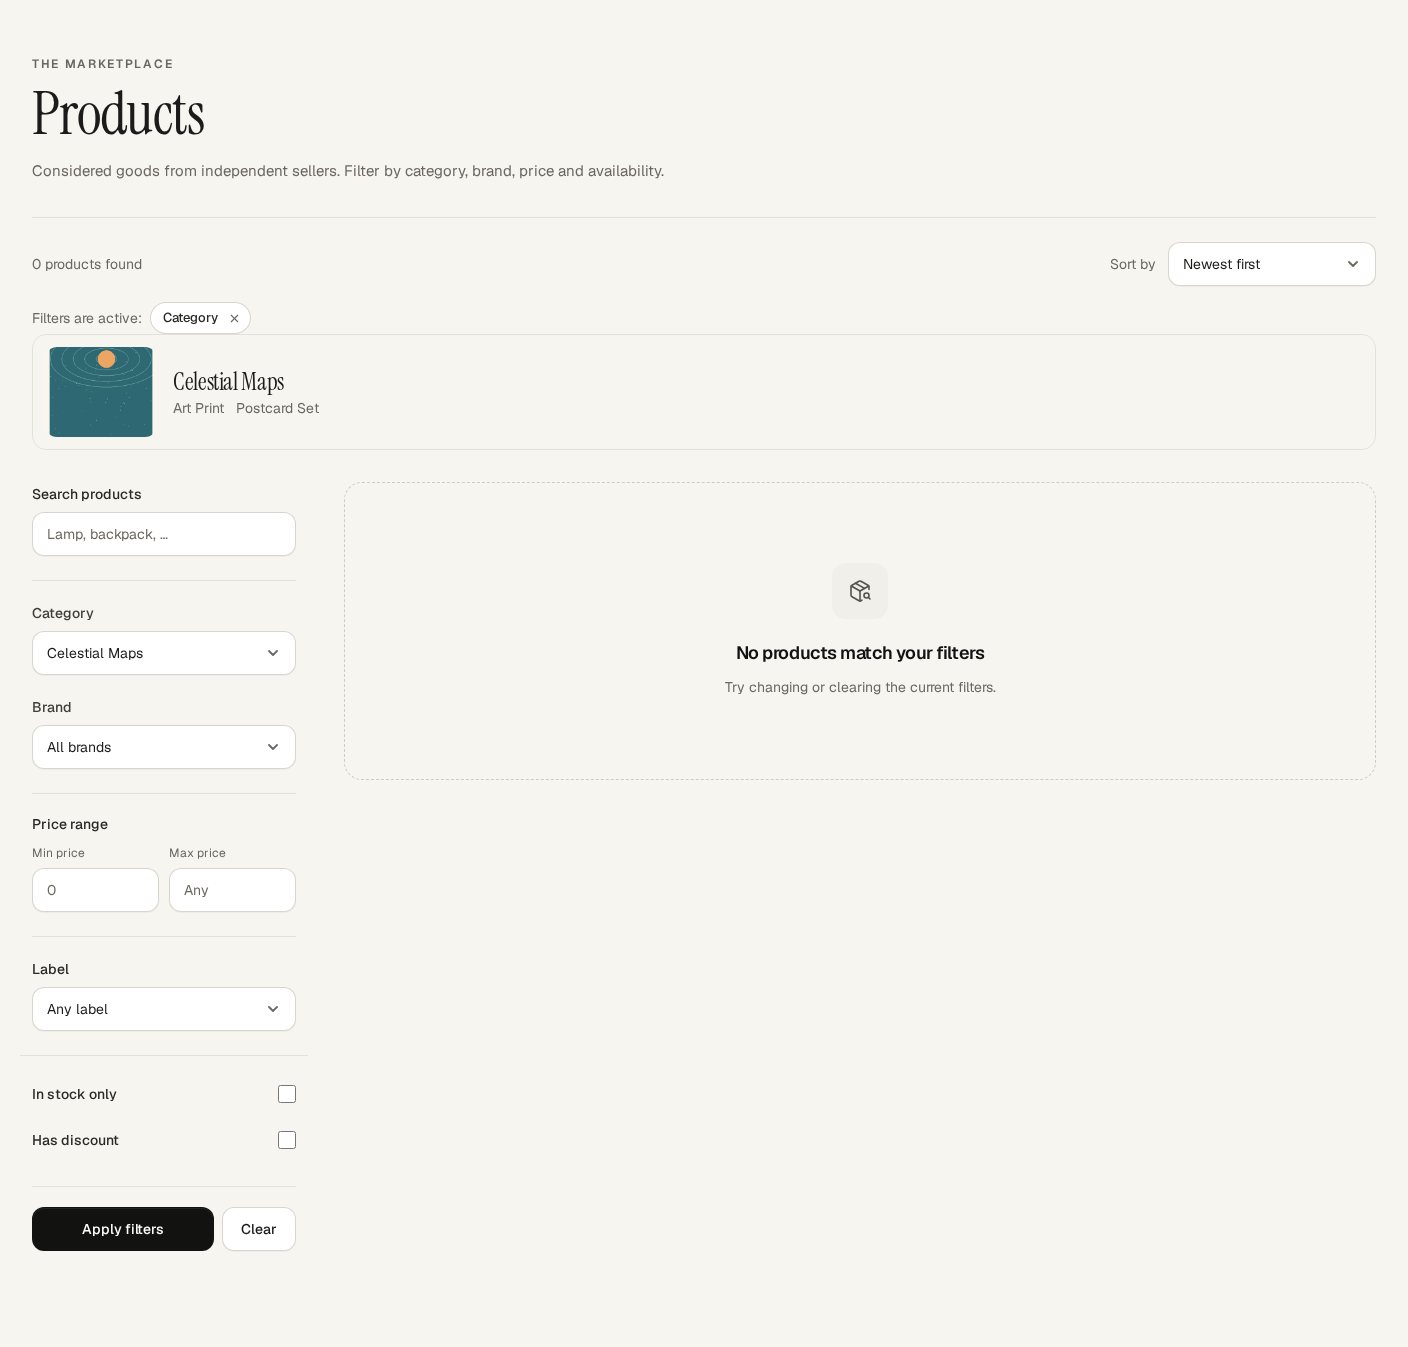 THE MARKETPLACE
Products
Considered goods from independent sellers. Filter by category, brand, price and availability.
0 products found
Sort by
Newest first
Filters are active:
Category
Celestial Maps
Art Print Postcard Set
Search products
Lamp, backpack, ...
Category
Celestial Maps
Brand
All brands
Price range
Min price
Max price
0
Any
Label
Any label
In stock only
Has discount
Apply filters
Clear
No products match your filters
Try changing or clearing the current filters.